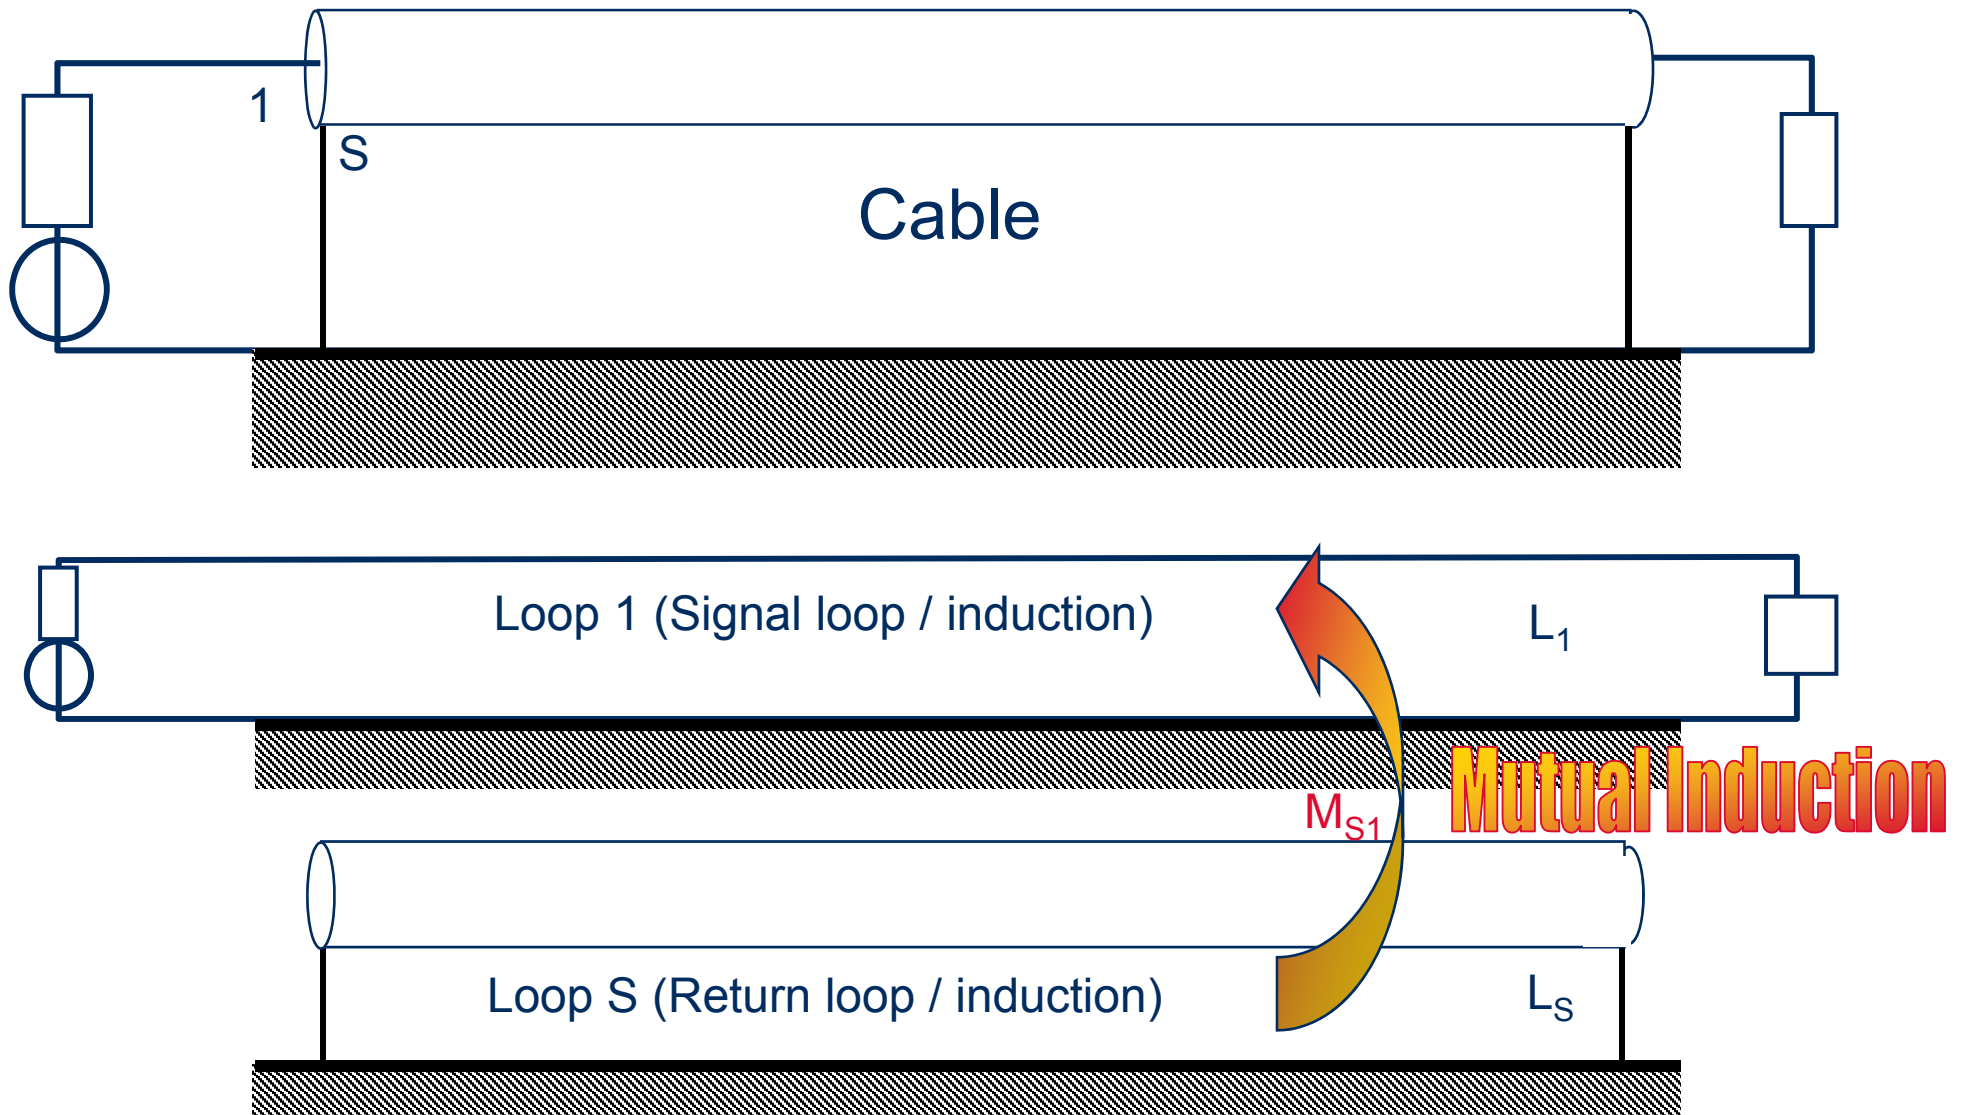 1
S
Cable
Loop 1 (Signal loop / induction)
L1
Mutual Induction
MS1
Loop S (Return loop / induction)
LS